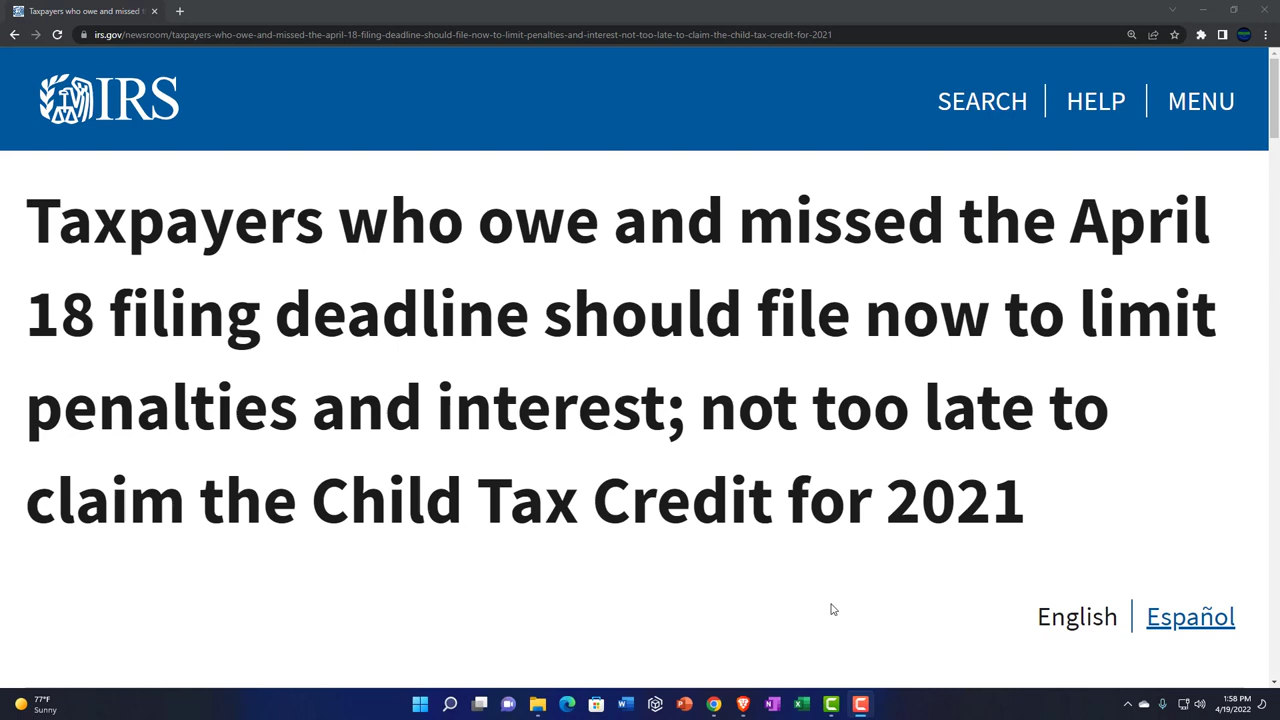 Taxpayers who owe and missed t
irs.gov/newsroom/taxpayers-who-owe-and-missed-the-april-18-filing-deadline-should-file-now-to-limit-penalties-and-interest-not-too-late-to-claim-the-child-tax-credit-for-2021
IRS
SEARCH
HELP
MENU
Taxpayers who owe and missed the April
18 filing deadline should file now to limit
penalties and interest; not too late to
claim the Child Tax Credit for 2021
English
Español
77°F
Sunny
1:58 PM
4/19/2022